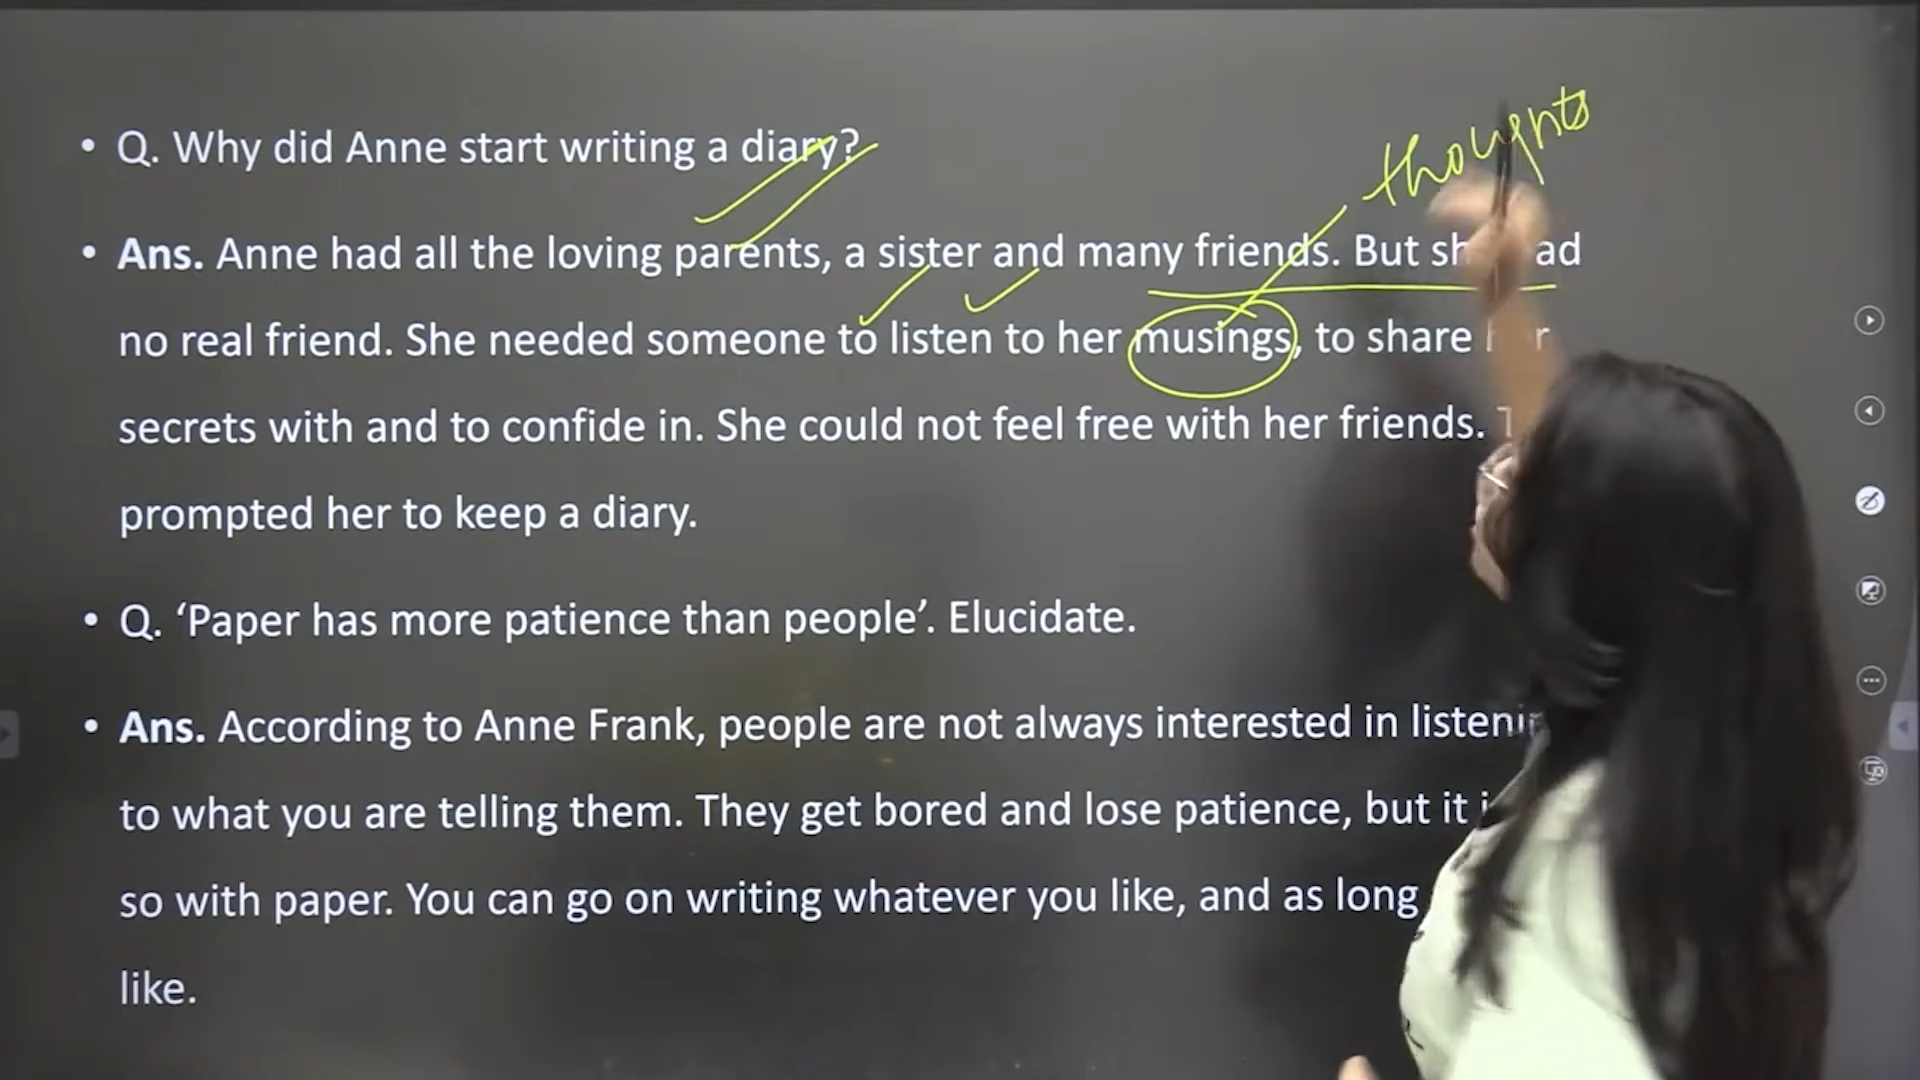 thoughts
• Q. Why did Anne start writing a diary?
• Ans. Anne had all the loving parents, a sister and many friends. But
no real friend. She needed someone to listen to her musings, to share
secrets with and to confide in. She could not feel free with her friends.
prompted her to keep a diary.
• Q. ‘Paper has more patience than people’. Elucidate.
• Ans. According to Anne Frank, people are not always interested in
to what you are telling them. They get bored and lose patience, but it
so with paper. You can go on writing whatever you like, and as long
like.